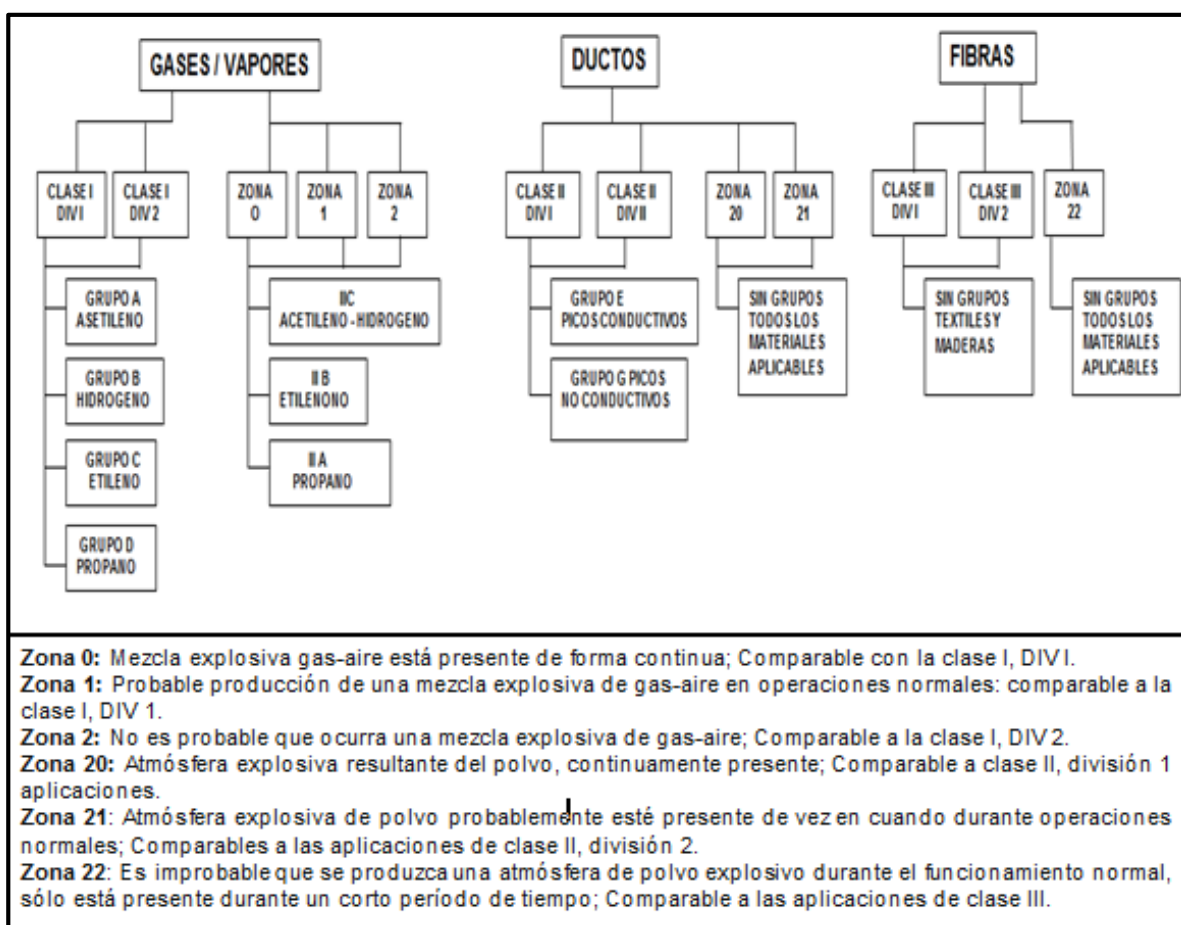 GASES / VAPORES
DUCTOS
FIBRAS
CLASE I
DIV I
CLASE I
DIV 2
ZONA
0
ZONA
1
ZONA
2
CLASE II
DIV I
CLASE II
DIV II
ZONA
20
ZONA
21
CLASE III
DIV I
CLASE III
DIV 2
ZONA
22
GRUPO A
ASETILENO
GRUPO B
HIDROGENO
GRUPO C
ETILENO
GRUPO D
PROPANO
IIC
ACETILENO - HIDROGENO
II B
ETILENONO
II A
PROPANO
GRUPO E
PICOS CONDUCTIVOS
GRUPO G PICOS
NO CONDUCTIVOS
SIN GRUPOS
TODOS LOS
MATERIALES
APLICABLES
SIN GRUPOS
TEXTILES Y
MADERAS
SIN GRUPOS
TODOS LOS
MATERIALES
APLICABLES
Zona 0: Mezcla explosiva gas-aire está presente de forma continua; Comparable con la clase I, DIV I.
Zona 1: Probable producción de una mezcla explosiva de gas-aire en operaciones normales: comparable a la
clase I, DIV 1.
Zona 2: No es probable que ocurra una mezcla explosiva de gas-aire; Comparable a la clase I, DIV 2.
Zona 20: Atmósfera explosiva resultante del polvo, continuamente presente; Comparable a clase II, división 1
aplicaciones.
Zona 21: Atmósfera explosiva de polvo probablemente esté presente de vez en cuando durante operaciones
normales; Comparables a las aplicaciones de clase II, división 2.
Zona 22: Es improbable que se produzca una atmósfera de polvo explosivo durante el funcionamiento normal,
sólo está presente durante un corto período de tiempo; Comparable a las aplicaciones de clase III.